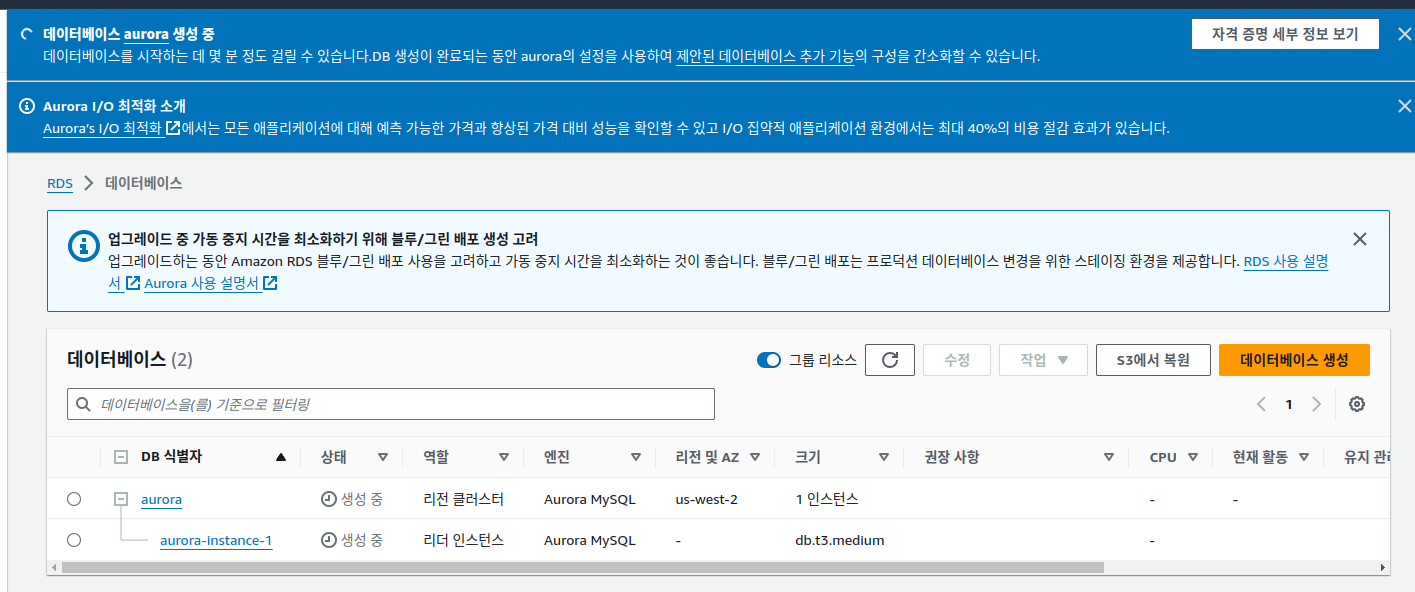 데이터베이스 aurora 생성 중
데이터베이스를 시작하는 데 몇 분 정도 걸릴 수 있습니다.DB 생성이 완료되는 동안 aurora의 설정을 사용하여 제안된 데이터베이스 추가 기능의 구성을 간소화할 수 있습니다.
자격 증명 세부 정보 보기
Aurora I/O 최적화 소개
Aurora's I/O 최적화 에서는 모든 애플리케이션에 대해 예측 가능한 가격과 향상된 가격 대비 성능을 확인할 수 있고 I/O 집약적 애플리케이션 환경에서는 최대 40%의 비용 절감 효과가 있습니다.
RDS > 데이터베이스
업그레이드 중 가동 중지 시간을 최소화하기 위해 블루/그린 배포 생성 고려
업그레이드하는 동안 Amazon RDS 블루/그린 배포 사용을 고려하고 가동 중지 시간을 최소화하는 것이 좋습니다. 블루/그린 배포는 프로덕션 데이터베이스 변경을 위한 스테이징 환경을 제공합니다. RDS 사용 설명
서 Aurora 사용 설명서
데이터베이스 (2) 그룹 리소스 수정 작업 S3에서 복원 데이터베이스 생성
데이터베이스을(를) 기준으로 필터링 1
DB 식별자 상태 역할 엔진 리전 및 AZ 크기 권장 사항 CPU 현재 활동 유지 관리
aurora 생성 중 리전 클러스터 Aurora MySQL us-west-2 1 인스턴스 - -
aurora-instance-1 생성 중 리더 인스턴스 Aurora MySQL - db.t3.medium -